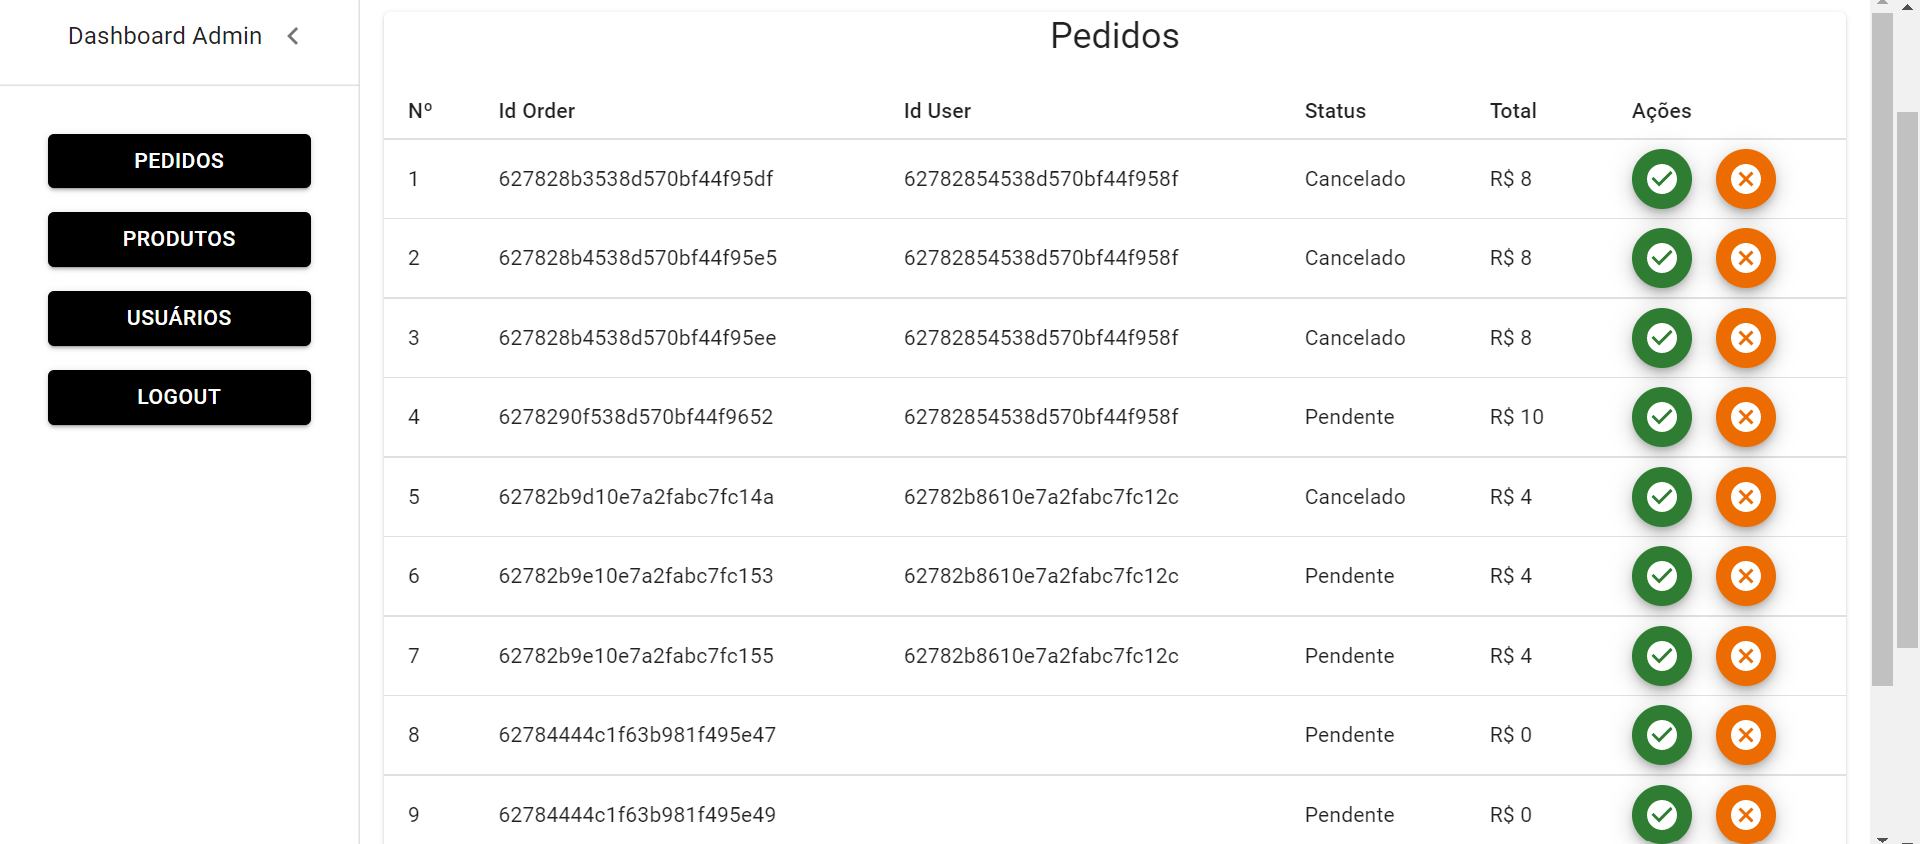 Dashboard Admin
PEDIDOS
PRODUTOS
USUÁRIOS
LOGOUT
Pedidos
Nº Id Order Id User Status Total Ações
1 627828b3538d570bf44f95df 62782854538d570bf44f958f Cancelado R$ 8
2 627828b4538d570bf44f95e5 62782854538d570bf44f958f Cancelado R$ 8
3 627828b4538d570bf44f95ee 62782854538d570bf44f958f Cancelado R$ 8
4 6278290f538d570bf44f9652 62782854538d570bf44f958f Pendente R$ 10
5 62782b9d10e7a2fabc7fc14a 62782b8610e7a2fabc7fc12c Cancelado R$ 4
6 62782b9e10e7a2fabc7fc153 62782b8610e7a2fabc7fc12c Pendente R$ 4
7 62782b9e10e7a2fabc7fc155 62782b8610e7a2fabc7fc12c Pendente R$ 4
8 62784444c1f63b981f495e47 Pendente R$ 0
9 62784444c1f63b981f495e49 Pendente R$ 0